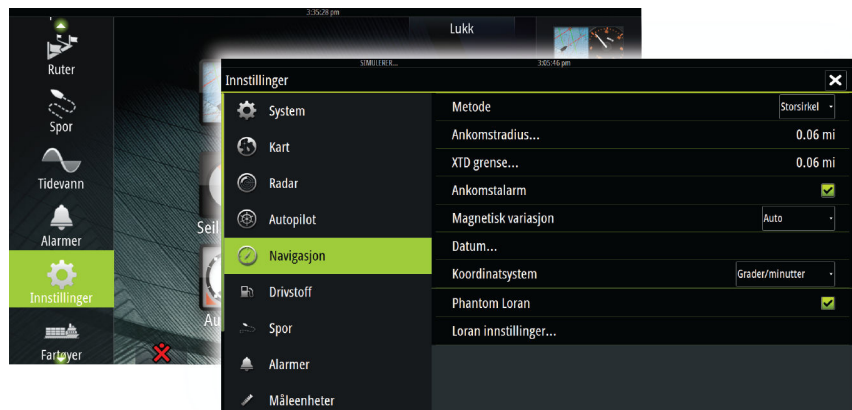 3:35:28 pm
Lukk
Ruter
Spor
Tidevann
Alarmer
Innstillinger
Fartøyer
Seil
Au
SIMULERER...
3:05:46 pm
Innstillinger
System
Kart
Radar
Autopilot
Navigasjon
Drivstoff
Spor
Alarmer
Måleenheter
Metode
Storsirkel
Ankomstradius...
0.06 mi
XTD grense...
0.06 mi
Ankomstalarm
Magnetisk variasjon
Auto
Datum...
Koordinatsystem
Grader/minutter
Phantom Loran
Loran innstillinger...